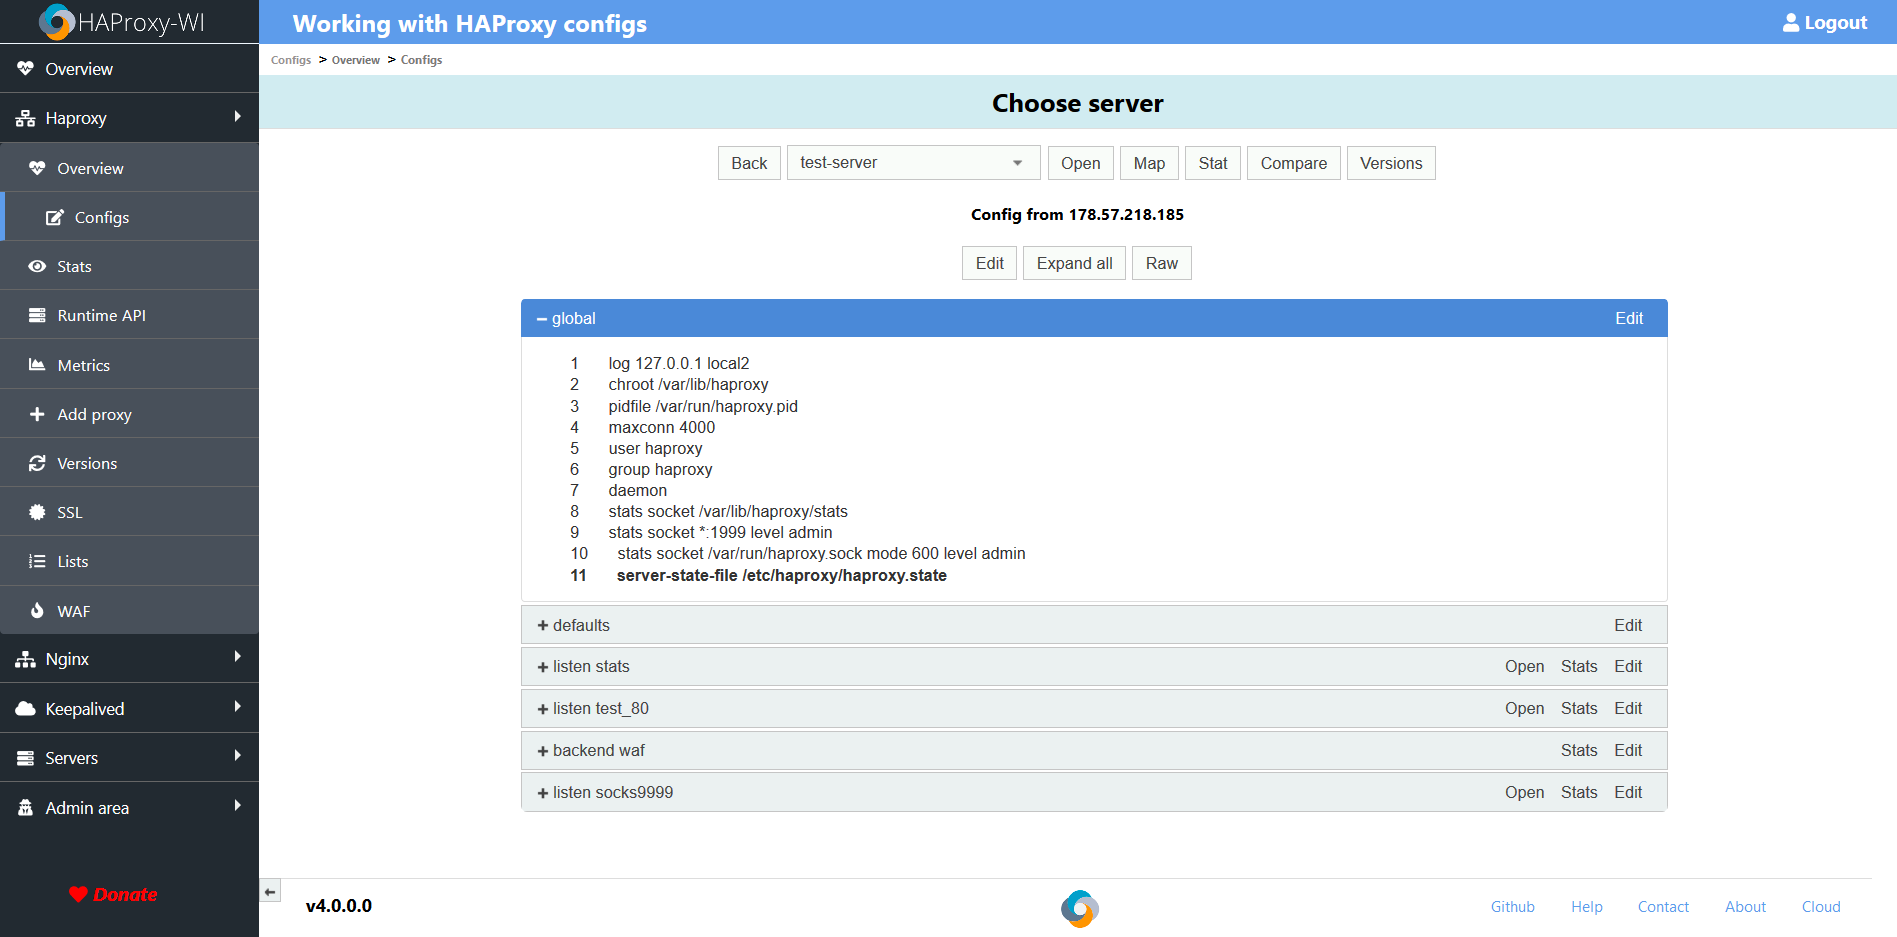 HAProxy-WI
Working with HAProxy configs
Logout
Configs > Overview > Configs
Overview
Haproxy
Overview
Configs
Stats
Runtime API
Metrics
Add proxy
Versions
SSL
Lists
WAF
Nginx
Keepalived
Servers
Admin area
Donate
Choose server
Back test-server Open Map Stat Compare Versions
Config from 178.57.218.185
Edit Expand all Raw
global Edit
1 log 127.0.0.1 local2
2 chroot /var/lib/haproxy
3 pidfile /var/run/haproxy.pid
4 maxconn 4000
5 user haproxy
6 group haproxy
7 daemon
8 stats socket /var/lib/haproxy/stats
9 stats socket *:1999 level admin
10 stats socket /var/run/haproxy.sock mode 600 level admin
11 server-state-file /etc/haproxy/haproxy.state
defaults Edit
listen stats Open Stats Edit
listen test_80 Open Stats Edit
backend waf Stats Edit
listen socks9999 Open Stats Edit
v4.0.0.0
Github Help Contact About Cloud